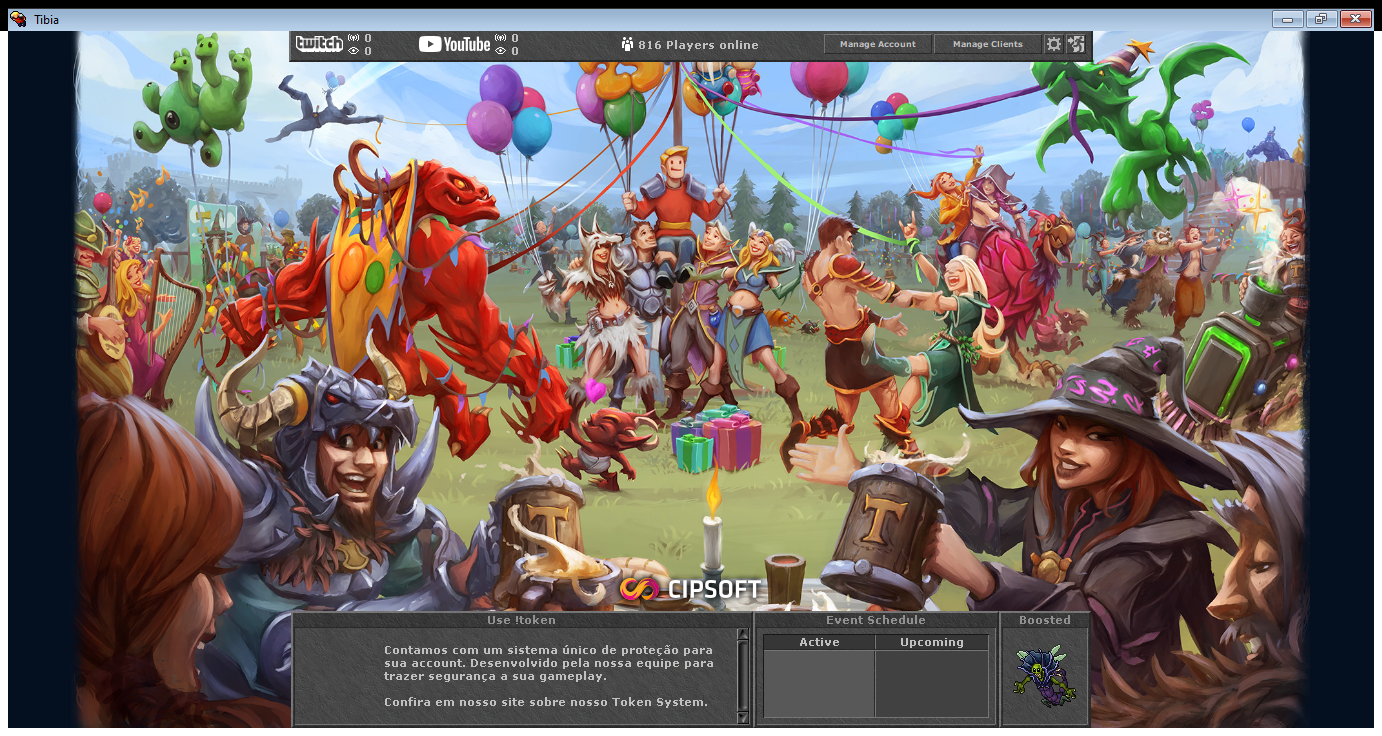 Tibia
twitch 0
0
YouTube 0
0
816 Players online
Manage Account
Manage Clients
T
T
CIPSOFT
Use !token
Contamos com um sistema único de proteção para
sua account. Desenvolvido pela nossa equipe para
trazer segurança a sua gameplay.
Confira em nosso site sobre nosso Token System.
Event Schedule
Active
Upcoming
Boosted